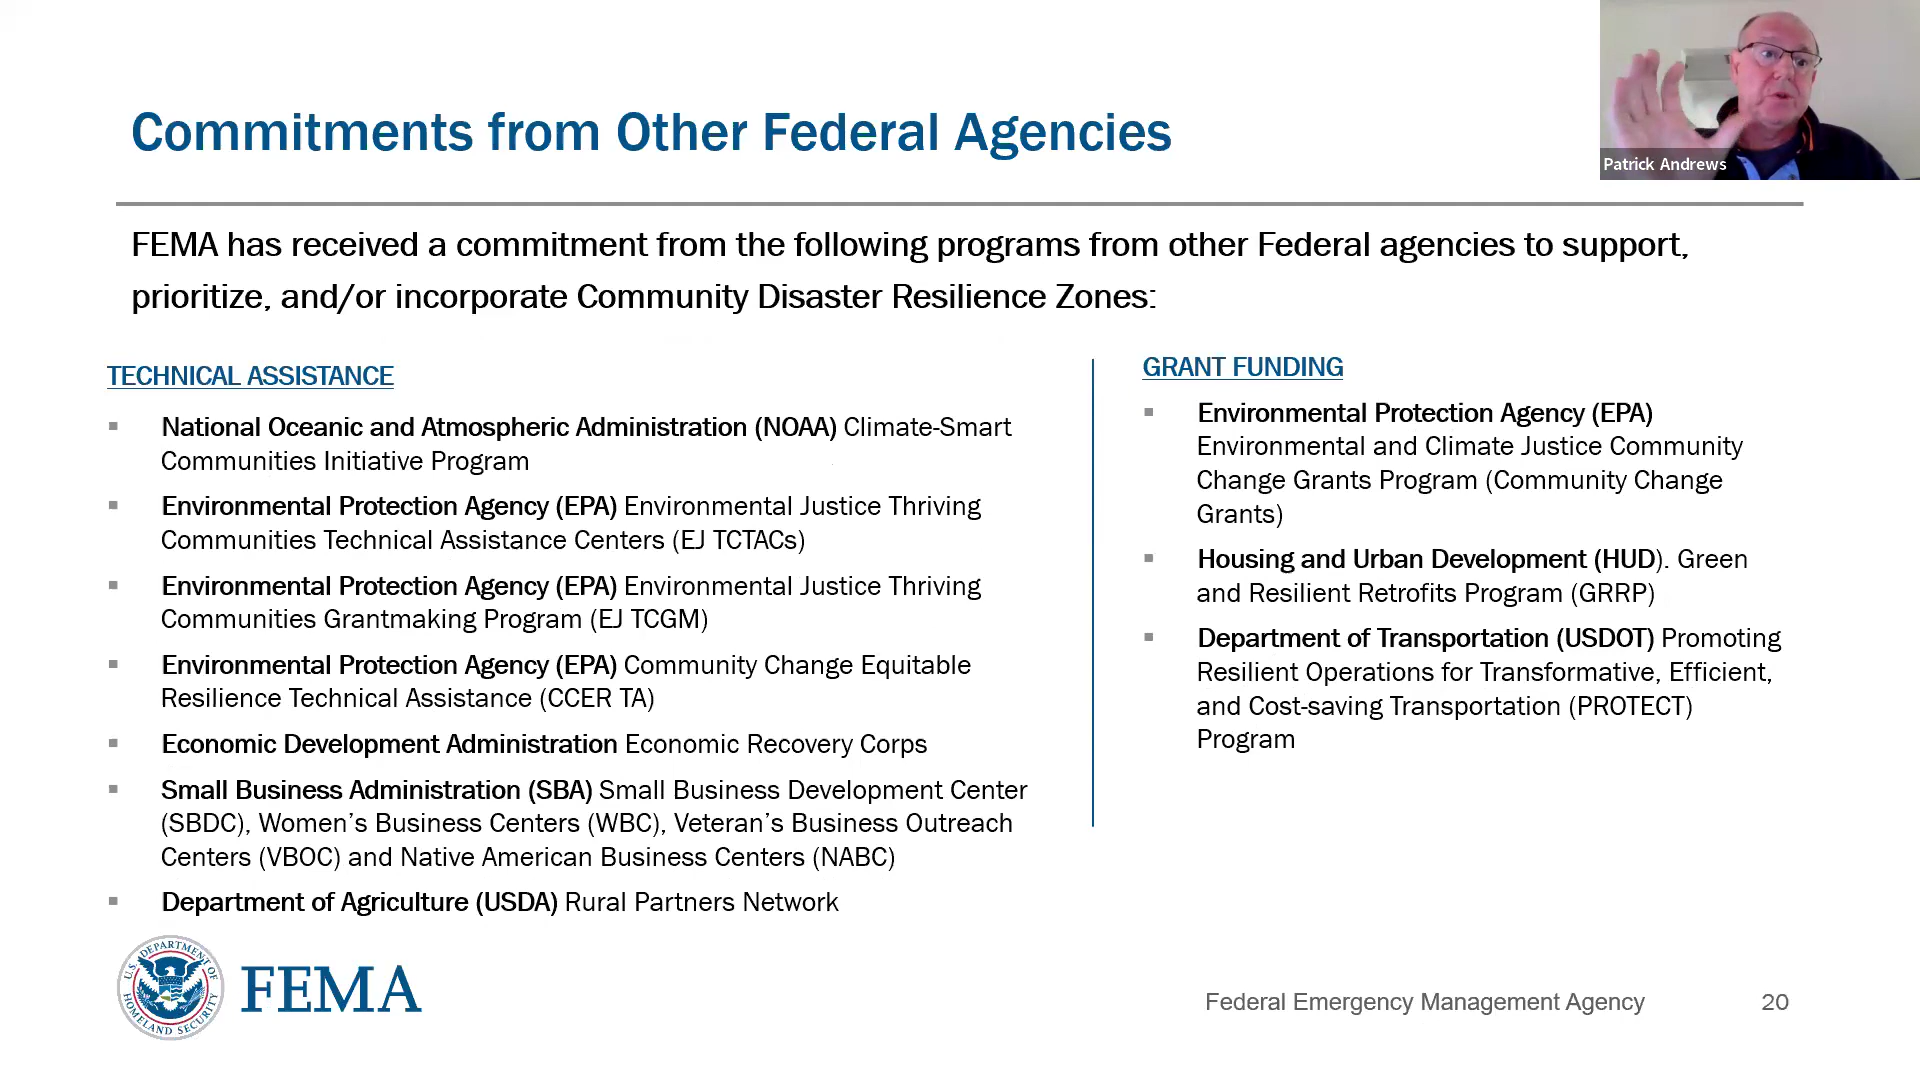 Commitments from Other Federal Agencies
Patrick Andrews
FEMA has received a commitment from the following programs from other Federal agencies to support,
prioritize, and/or incorporate Community Disaster Resilience Zones:
TECHNICAL ASSISTANCE
▪ National Oceanic and Atmospheric Administration (NOAA) Climate-Smart
Communities Initiative Program
▪ Environmental Protection Agency (EPA) Environmental Justice Thriving
Communities Technical Assistance Centers (EJ TCTACs)
▪ Environmental Protection Agency (EPA) Environmental Justice Thriving
Communities Grantmaking Program (EJ TCGM)
▪ Environmental Protection Agency (EPA) Community Change Equitable
Resilience Technical Assistance (CCER TA)
▪ Economic Development Administration Economic Recovery Corps
▪ Small Business Administration (SBA) Small Business Development Center
(SBDC), Women’s Business Centers (WBC), Veteran’s Business Outreach
Centers (VBOC) and Native American Business Centers (NABC)
▪ Department of Agriculture (USDA) Rural Partners Network
GRANT FUNDING
▪ Environmental Protection Agency (EPA)
Environmental and Climate Justice Community
Change Grants Program (Community Change
Grants)
▪ Housing and Urban Development (HUD). Green
and Resilient Retrofits Program (GRRP)
▪ Department of Transportation (USDOT) Promoting
Resilient Operations for Transformative, Efficient,
and Cost-saving Transportation (PROTECT)
Program
U.S. DEPARTMENT OF
HOMELAND SECURITY
FEMA
Federal Emergency Management Agency
20